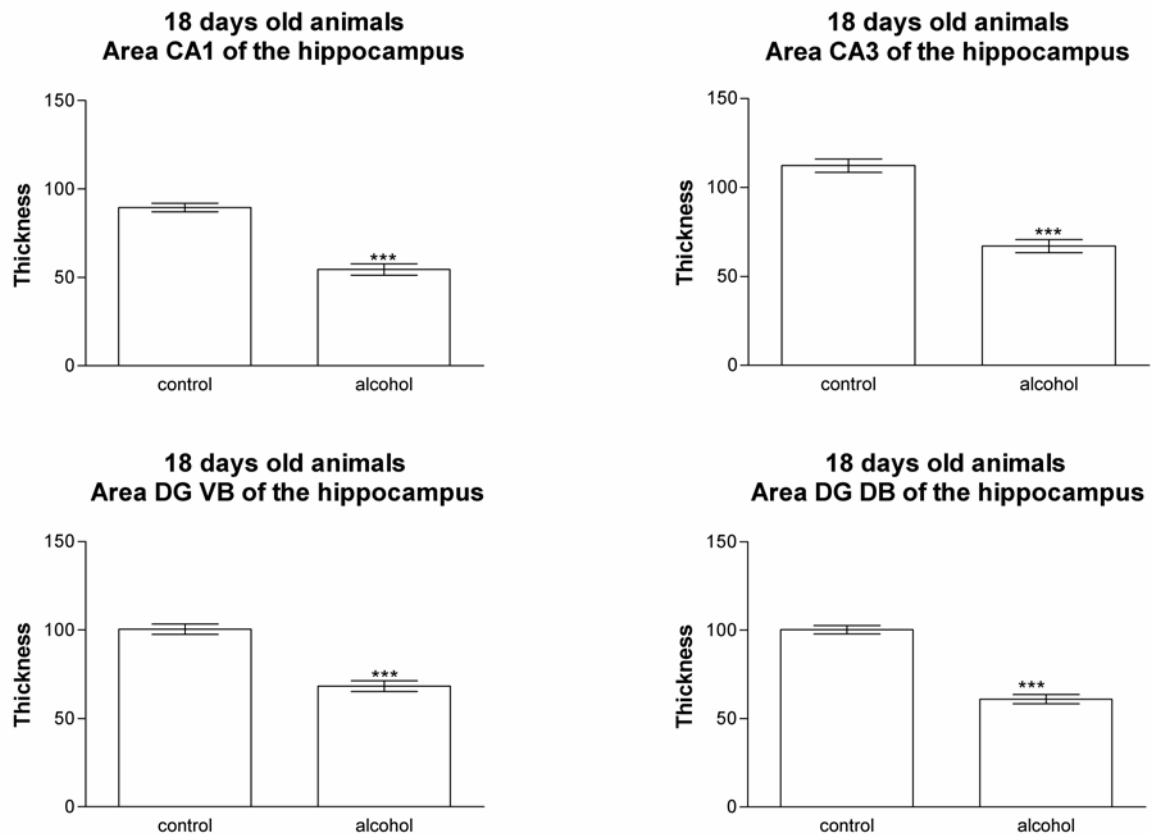 18 days old animals
Area CA1 of the hippocampus
150
100
50
0
Thickness
***
control
alcohol
18 days old animals
Area CA3 of the hippocampus
150
100
50
0
Thickness
***
control
alcohol
18 days old animals
Area DG VB of the hippocampus
150
100
50
0
Thickness
***
control
alcohol
18 days old animals
Area DG DB of the hippocampus
150
100
50
0
Thickness
***
control
alcohol